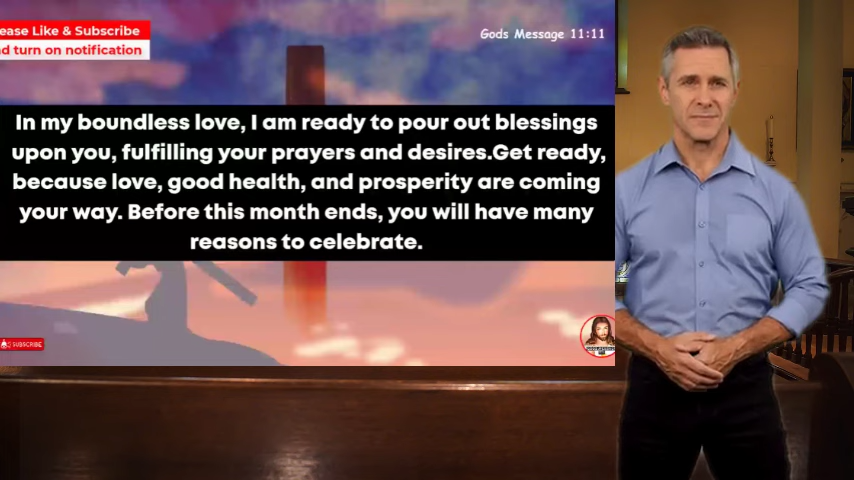 ease Like & Subscribe
nd turn on notification
Gods Message 11:11
In my boundless love, I am ready to pour out blessings
upon you, fulfilling your prayers and desires.Get ready,
because love, good health, and prosperity are coming
your way. Before this month ends, you will have many
reasons to celebrate.
SUBSCRIBE